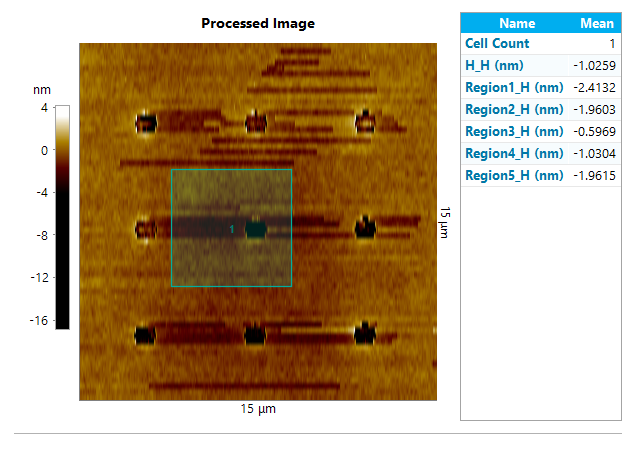 Processed Image
nm
4
0
-4
-8
-12
-16
1
15 µm
15 µm
Name Mean
Cell Count 1
H_H (nm) -1.0259
Region1_H (nm) -2.4132
Region2_H (nm) -1.9603
Region3_H (nm) -0.5969
Region4_H (nm) -1.0304
Region5_H (nm) -1.9615